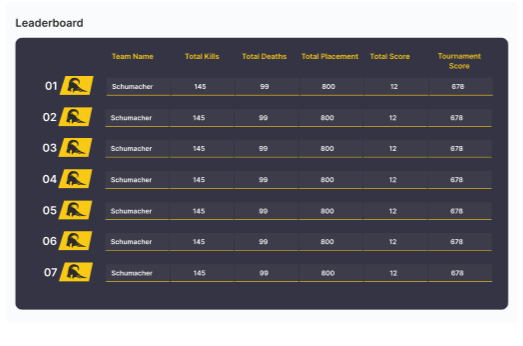 Leaderboard
Team Name Total Kills Total Deaths Total Placement Total Score Tournament Score
01 Schumacher 145 99 800 12 678
02 Schumacher 145 99 800 12 678
03 Schumacher 145 99 800 12 678
04 Schumacher 145 99 800 12 678
05 Schumacher 145 99 800 12 678
06 Schumacher 145 99 800 12 678
07 Schumacher 145 99 800 12 678